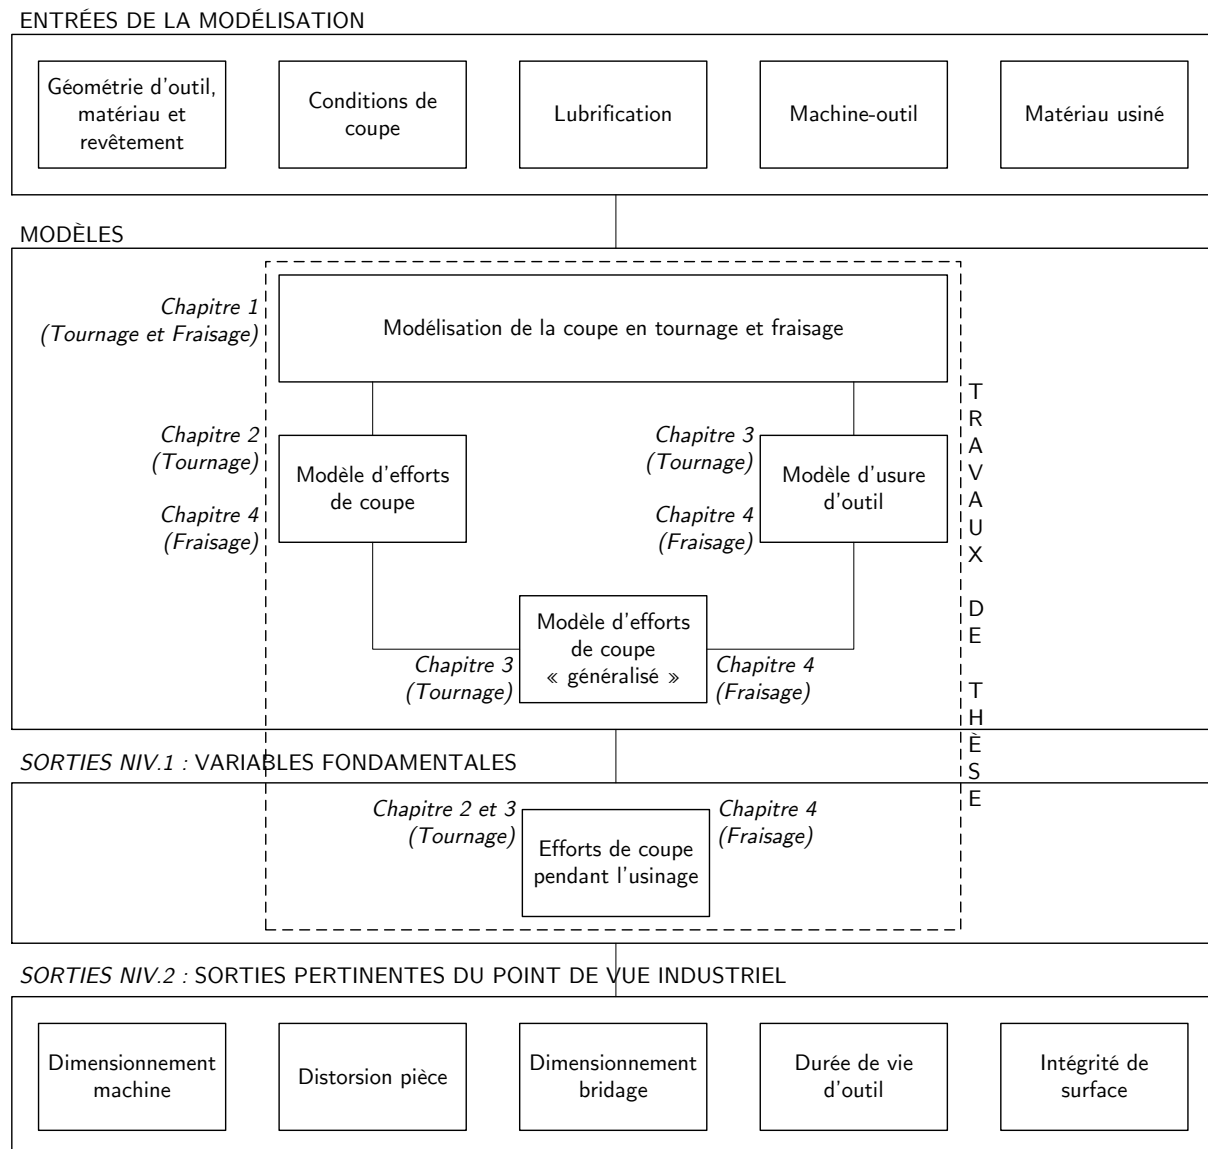 ENTRÉES DE LA MODÉLISATION
Géométrie d'outil,
matériau et
revêtement
Conditions de
coupe
Lubrification
Machine-outil
Matériau usiné
MODÈLES
Chapitre 1
(Tournage et Fraisage)
Modélisation de la coupe en tournage et fraisage
Chapitre 2
(Tournage)
Chapitre 4
(Fraisage)
Modèle d'efforts
de coupe
Chapitre 3
(Tournage)
Chapitre 4
(Fraisage)
Modèle d'usure
d'outil
Modèle d'efforts
de coupe
« généralisé »
Chapitre 3
(Tournage)
Chapitre 4
(Fraisage)
TRAVAUX DE THÈSE
SORTIES NIV.1 : VARIABLES FONDAMENTALES
Chapitre 2 et 3
(Tournage)
Efforts de coupe
pendant l'usinage
Chapitre 4
(Fraisage)
SORTIES NIV.2 : SORTIES PERTINENTES DU POINT DE VUE INDUSTRIEL
Dimensionnement
machine
Distorsion pièce
Dimensionnement
bridage
Durée de vie
d'outil
Intégrité de
surface